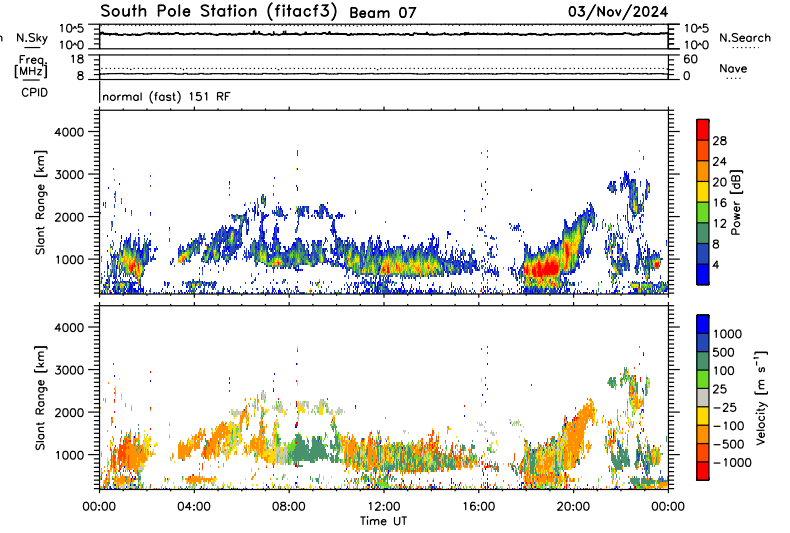 South Pole Station (fitacf3) Beam 07 03/Nov/2024
n N.Sky 10^5 10^5 N.Search
10^0 10^0
Freq. 18 60 Nave
[MHz] 8 0
CPID normal (fast) 151 RF
Slant Range [km]
4000
3000
2000
1000
28
24
20
16
12
8
4
Power [dB]
Slant Range [km]
4000
3000
2000
1000
1000
500
100
25
-25
-100
-500
-1000
Velocity [m s⁻¹]
00:00 04:00 08:00 12:00 16:00 20:00 00:00
Time UT